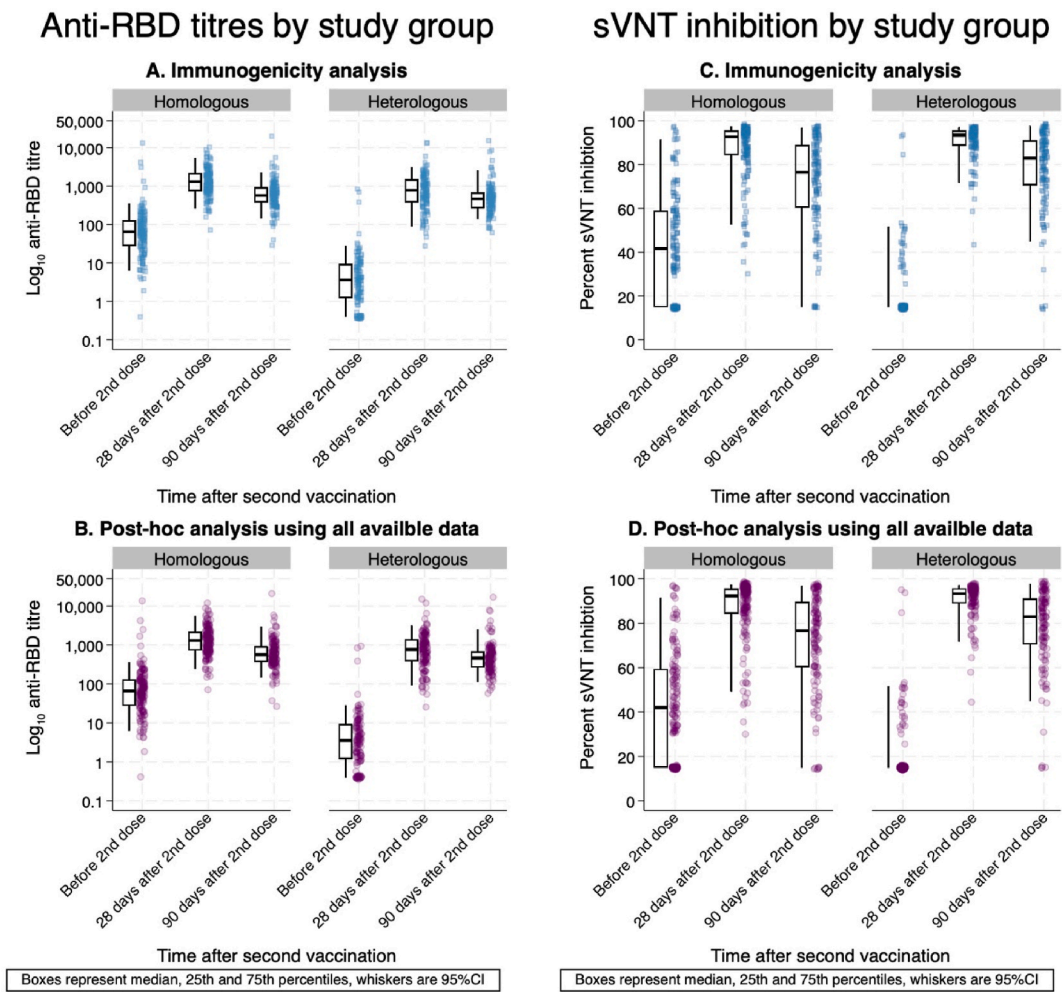 Anti-RBD titres by study group
A. Immunogenicity analysis
Homologous
Heterologous
Log10 anti-RBD titre
50,000
10,000
1,000
100
10
1
0.1
Before 2nd dose
28 days after 2nd dose
90 days after 2nd dose
Before 2nd dose
28 days after 2nd dose
90 days after 2nd dose
Time after second vaccination
B. Post-hoc analysis using all availble data
Homologous
Heterologous
Log10 anti-RBD titre
50,000
10,000
1,000
100
10
1
0.1
Before 2nd dose
28 days after 2nd dose
90 days after 2nd dose
Before 2nd dose
28 days after 2nd dose
90 days after 2nd dose
Time after second vaccination
Boxes represent median, 25th and 75th percentiles, whiskers are 95%CI
sVNT inhibition by study group
C. Immunogenicity analysis
Homologous
Heterologous
Percent sVNT inhibtion
100
80
60
40
20
0
Before 2nd dose
28 days after 2nd dose
90 days after 2nd dose
Before 2nd dose
28 days after 2nd dose
90 days after 2nd dose
Time after second vaccination
D. Post-hoc analysis using all availble data
Homologous
Heterologous
Percent sVNT inhibtion
100
80
60
40
20
0
Before 2nd dose
28 days after 2nd dose
90 days after 2nd dose
Before 2nd dose
28 days after 2nd dose
90 days after 2nd dose
Time after second vaccination
Boxes represent median, 25th and 75th percentiles, whiskers are 95%CI